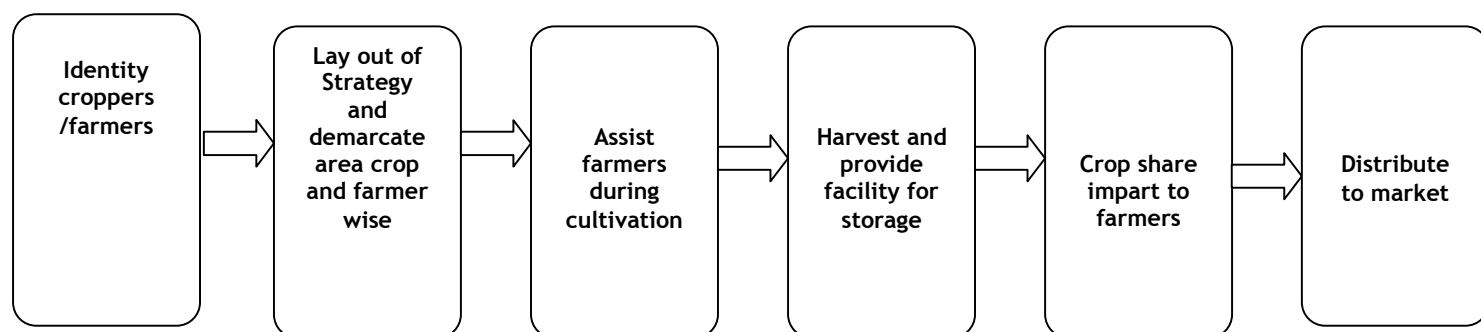 Identity
croppers
/farmers
Lay out of
Strategy
and
demarcate
area crop
and farmer
wise
Assist
farmers
during
cultivation
Harvest and
provide
facility for
storage
Crop share
impart to
farmers
Distribute
to market